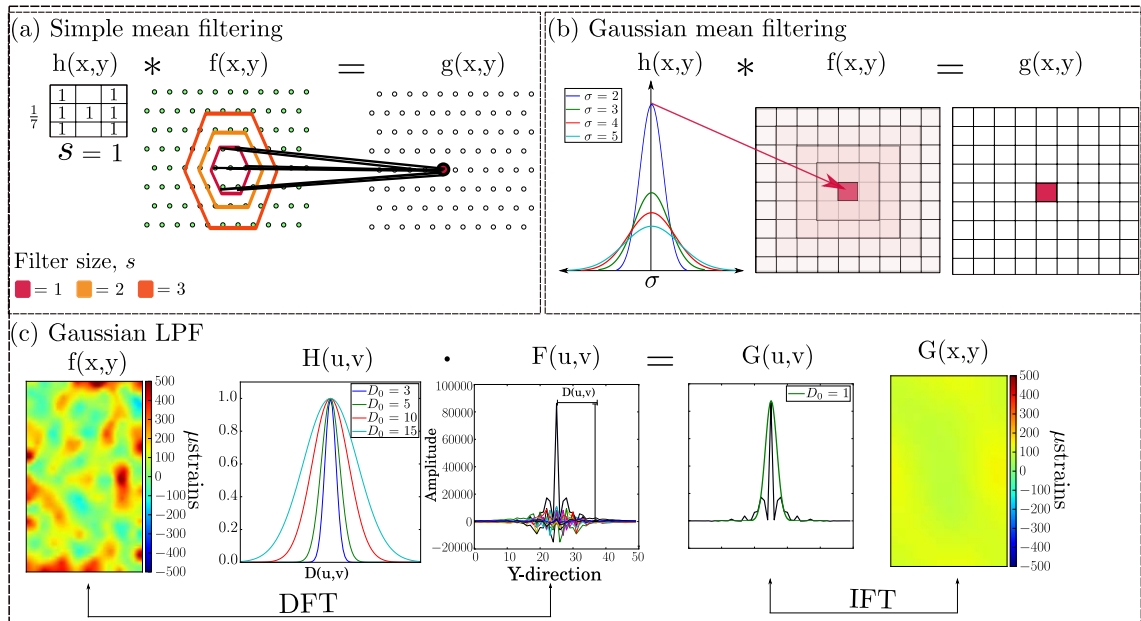 (a) Simple mean filtering
h(x,y) * f(x,y) = g(x,y)
1 1
1/7 1 1 1
1 1
s = 1
Filter size, s
= 1 = 2 = 3
(b) Gaussian mean filtering
h(x,y) * f(x,y) = g(x,y)
σ = 2
σ = 3
σ = 4
σ = 5
σ
(c) Gaussian LPF
f(x,y) H(u,v) · F(u,v) = G(u,v) G(x,y)
500
400
300
200
100
0
−100
−200
−300
−400
−500
μstrains
1.0
0.8
0.6
0.4
0.2
0.0
D₀ = 3
D₀ = 5
D₀ = 10
D₀ = 15
D(u,v)
100000
80000
60000
40000
20000
0
−20000
Amplitude
D(u,v)
0 10 20 30 40 50
Y-direction
D₀ = 1
500
400
300
200
100
0
−100
−200
−300
−400
−500
μstrains
DFT
IFT